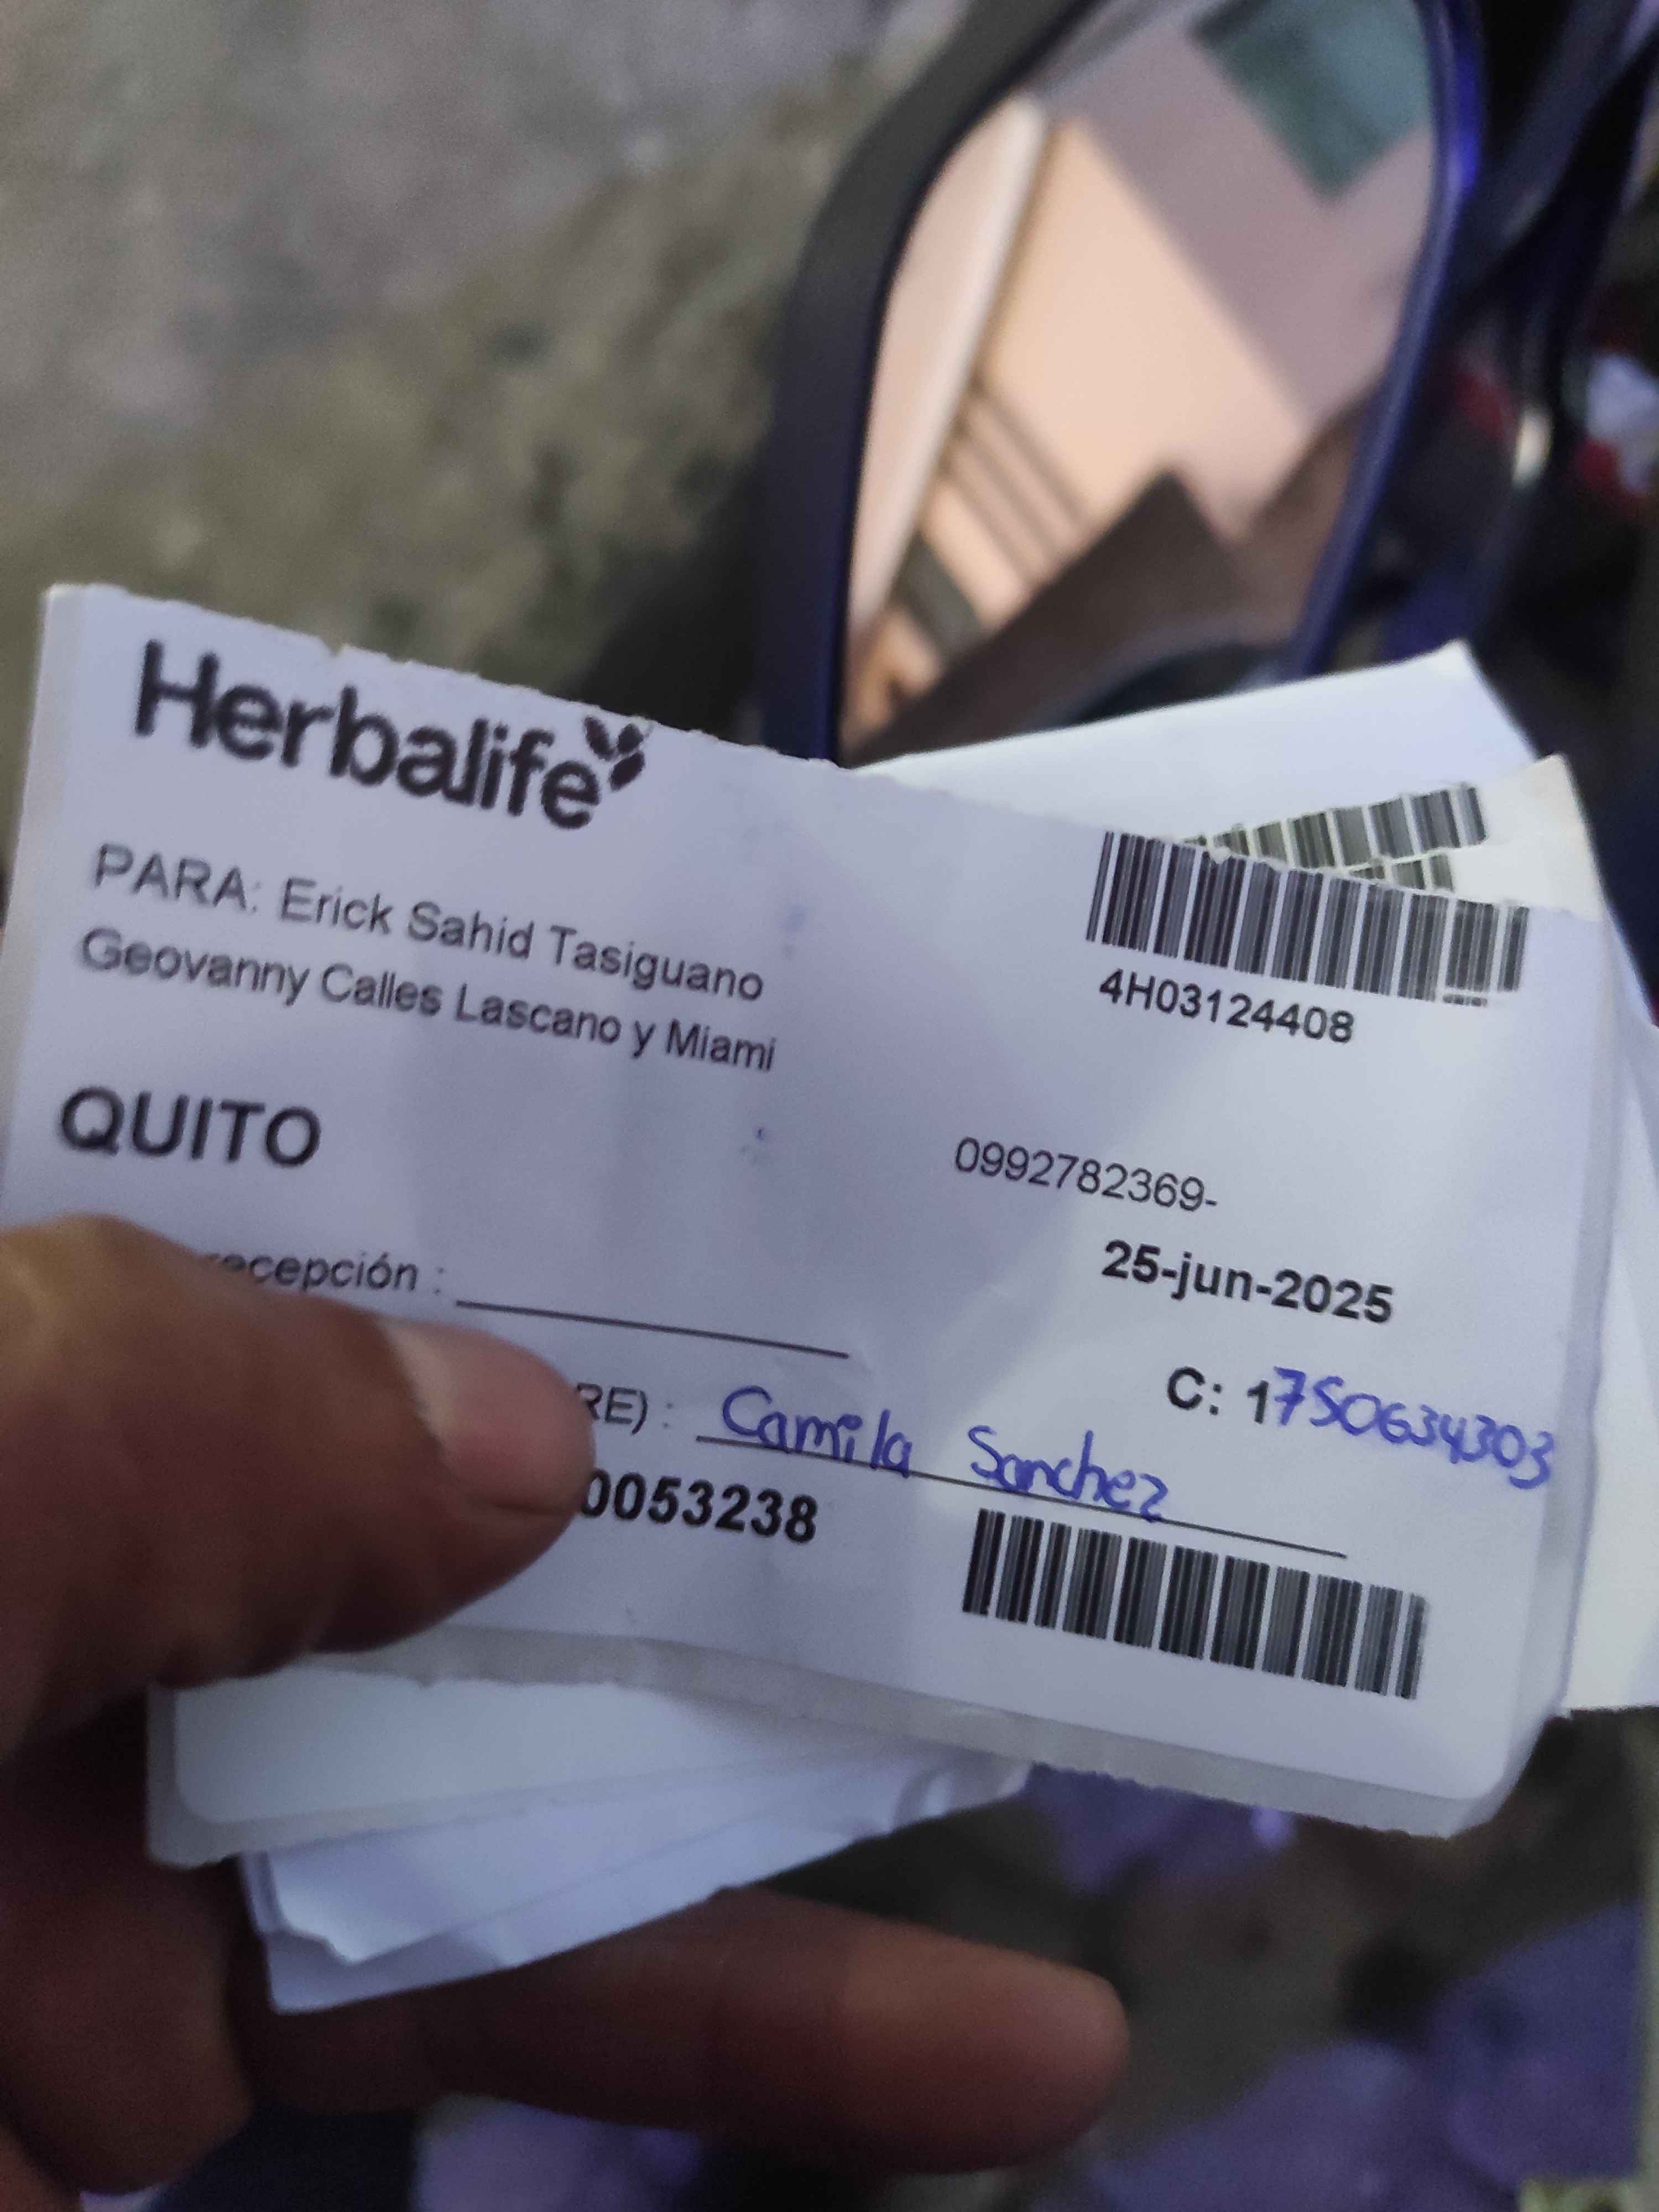 Herbalife
PARA: Erick Sahid Tasiguano
4H03124408
Geovanny Calles Lascano y Miami
QUITO
0992782369-
recepción :
25-jun-2025
C: 1750634303
RE) : Camila Sanchez
0053238